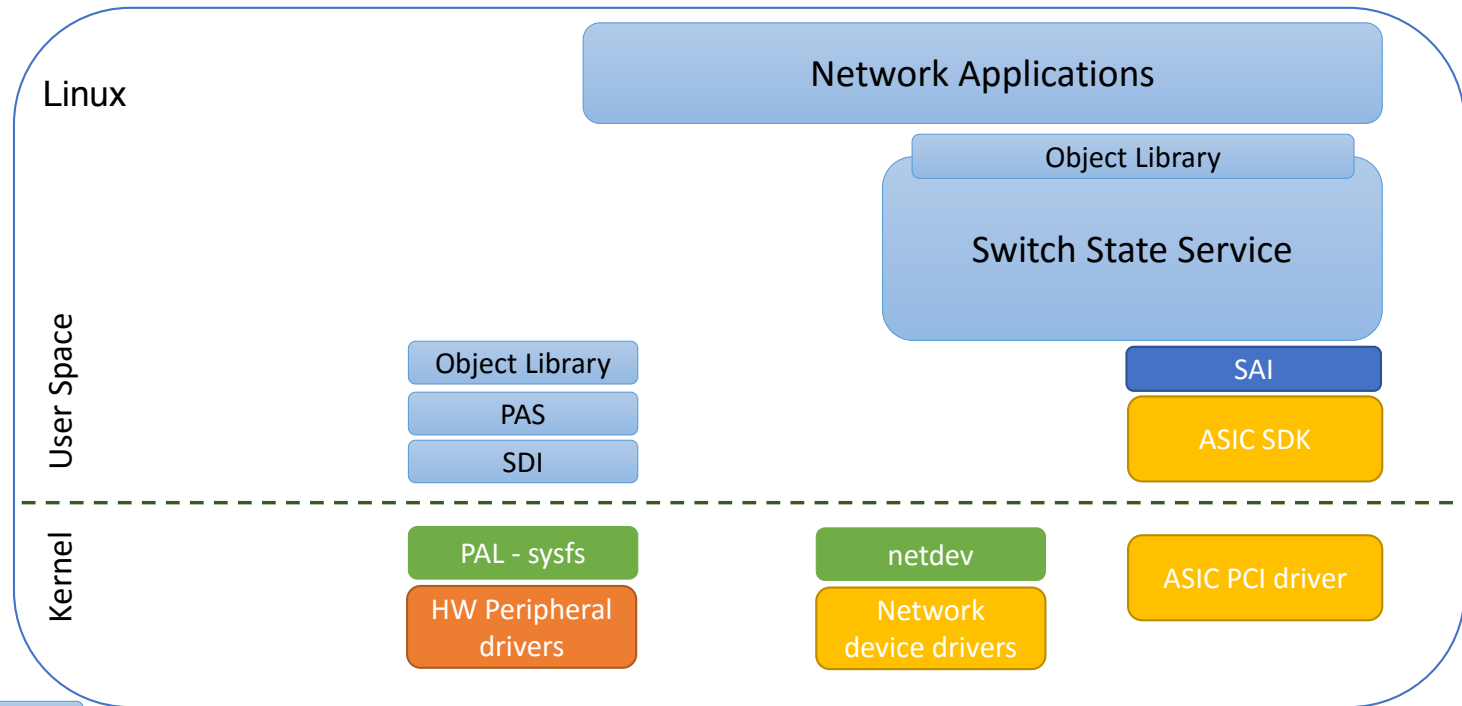 Linux
Network Applications
Object Library
Switch State Service
User Space
Object Library
PAS
SDI
SAI
ASIC SDK
Kernel
PAL - sysfs
HW Peripheral
drivers
netdev
Network
device drivers
ASIC PCI driver